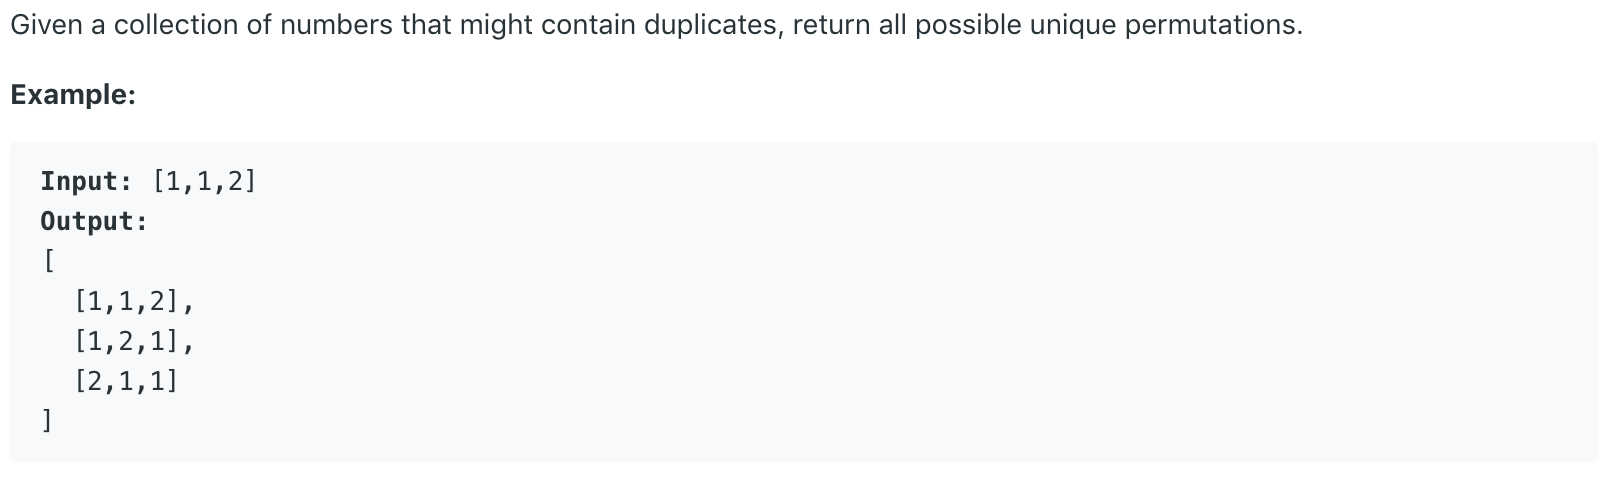 Given a collection of numbers that might contain duplicates, return all possible unique permutations.
Example:
Input: [1,1,2]
Output:
[
  [1,1,2],
  [1,2,1],
  [2,1,1]
]